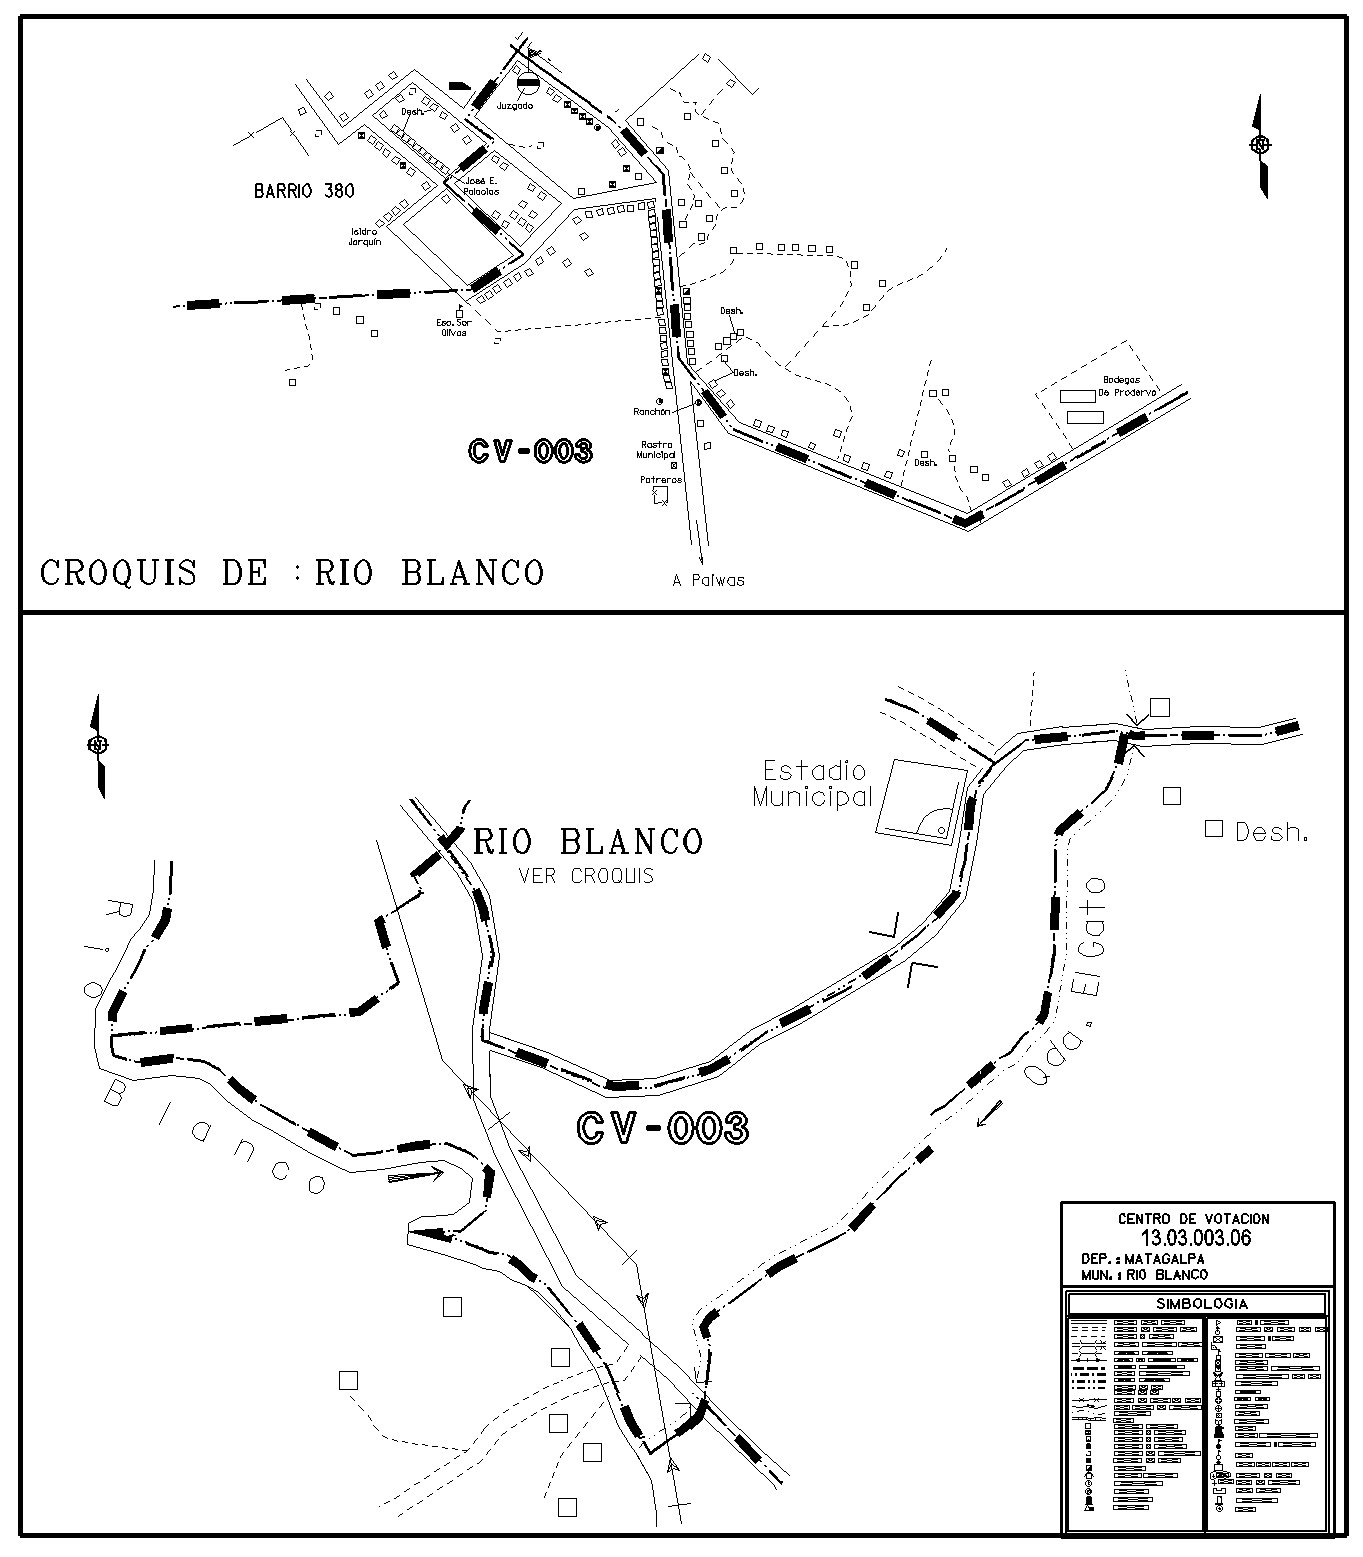 Juzgado
Desh.
BARRIO 380
José E.
Palacios
Isidro
Jarquín
Esc. Sor
Olivas
Desh.
Desh.
Ranchón
CV-003
Rastro
Municipal
Potreros
Desh.
Bodegas
De Proderva
A Paiwas
CROQUIS DE : RIO BLANCO
N
N
Estadio
Municipal
Desh.
RIO BLANCO
VER CROQUIS
Río Blanco
Qda. El Gato
CV-003
CENTRO DE VOTACION
13.03.003.06
DEP.: MATAGALPA
MUN.: RIO BLANCO
SIMBOLOGIA